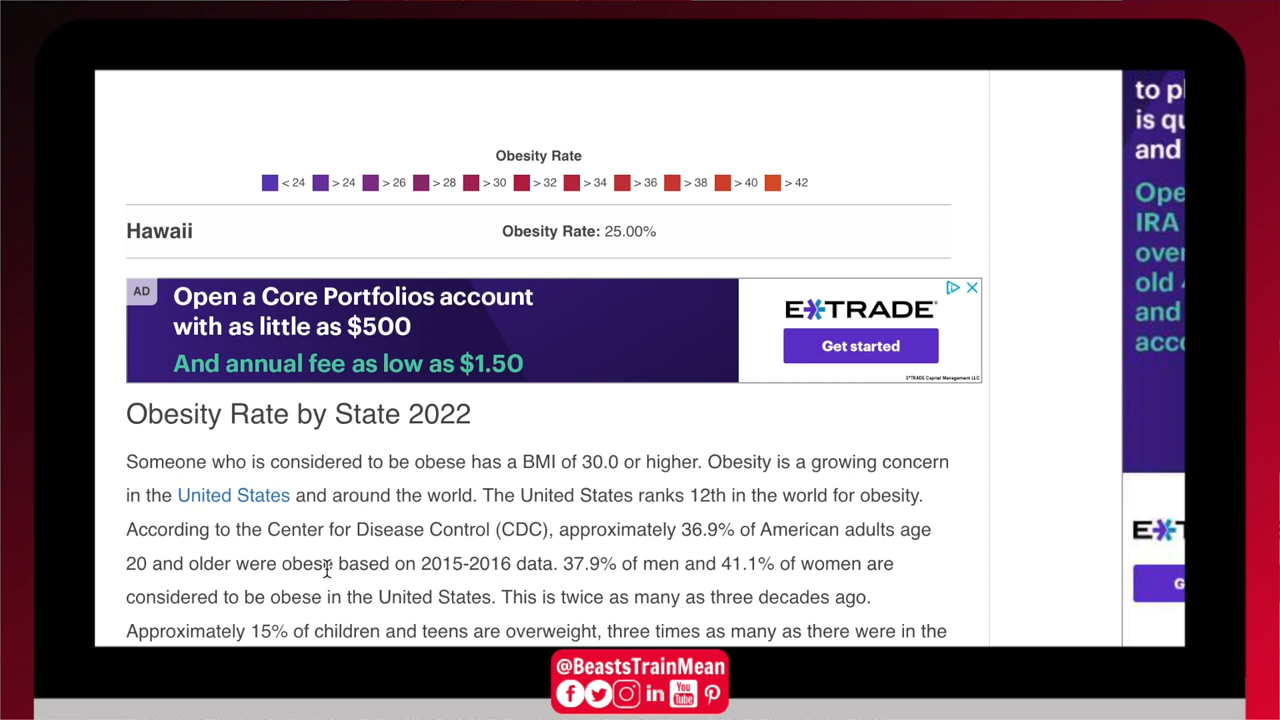 Obesity Rate
< 24 > 24 > 26 > 28 > 30 > 32 > 34 > 36 > 38 > 40 > 42
Hawaii Obesity Rate: 25.00%
AD
Open a Core Portfolios account
with as little as $500
And annual fee as low as $1.50
E*TRADE
Get started
E*TRADE Capital Management LLC
Obesity Rate by State 2022
Someone who is considered to be obese has a BMI of 30.0 or higher. Obesity is a growing concern
in the United States and around the world. The United States ranks 12th in the world for obesity.
According to the Center for Disease Control (CDC), approximately 36.9% of American adults age
20 and older were obese based on 2015-2016 data. 37.9% of men and 41.1% of women are
considered to be obese in the United States. This is twice as many as three decades ago.
Approximately 15% of children and teens are overweight, three times as many as there were in the
to
is
and
IRA
old
and
@BeastsTrainMean
in
You
Tube